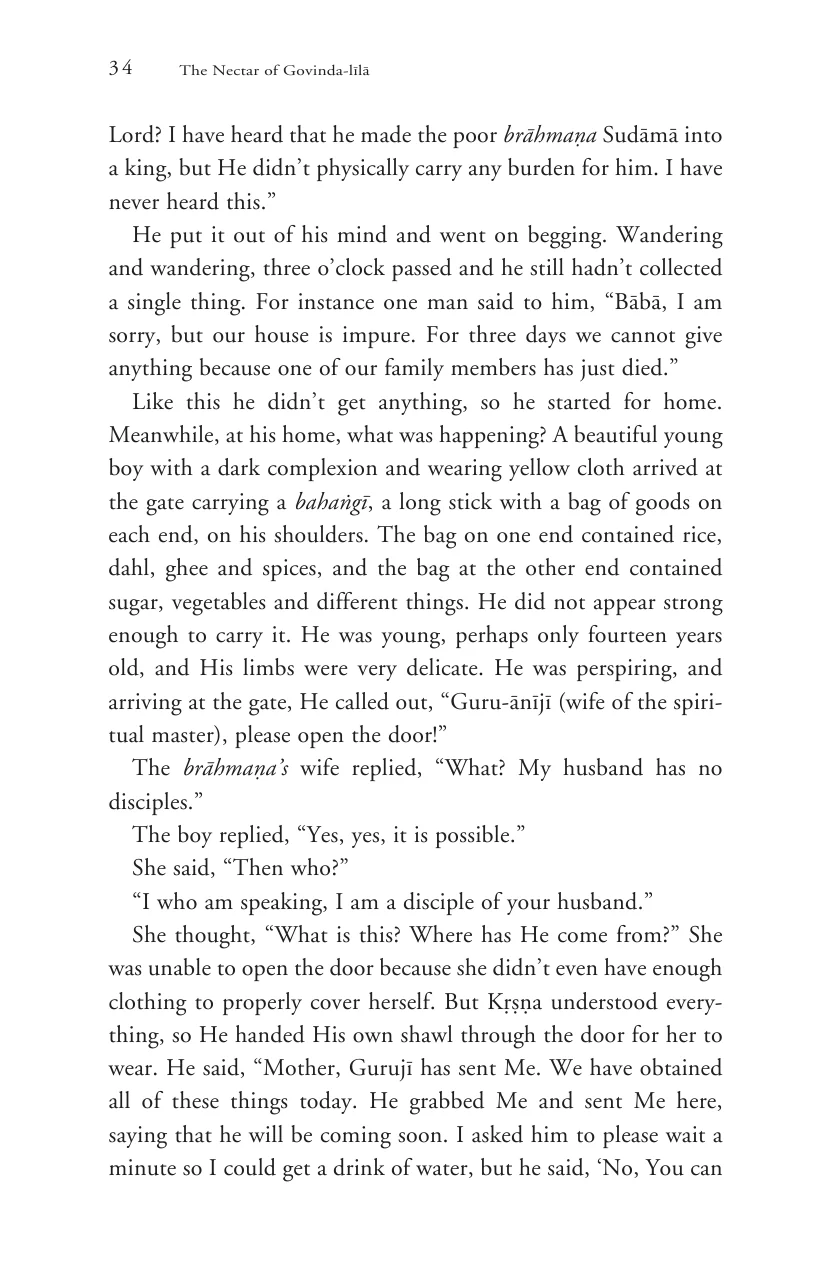 34 The Nectar of Govinda-līlā
Lord? I have heard that he made the poor brāhmaṇa Sudāmā into
a king, but He didn’t physically carry any burden for him. I have
never heard this.”
He put it out of his mind and went on begging. Wandering
and wandering, three o’clock passed and he still hadn’t collected
a single thing. For instance one man said to him, “Bābā, I am
sorry, but our house is impure. For three days we cannot give
anything because one of our family members has just died.”
Like this he didn’t get anything, so he started for home.
Meanwhile, at his home, what was happening? A beautiful young
boy with a dark complexion and wearing yellow cloth arrived at
the gate carrying a bahaṅgī, a long stick with a bag of goods on
each end, on his shoulders. The bag on one end contained rice,
dahl, ghee and spices, and the bag at the other end contained
sugar, vegetables and different things. He did not appear strong
enough to carry it. He was young, perhaps only fourteen years
old, and His limbs were very delicate. He was perspiring, and
arriving at the gate, He called out, “Guru-ānījī (wife of the spiri-
tual master), please open the door!”
The brāhmaṇa’s wife replied, “What? My husband has no
disciples.”
The boy replied, “Yes, yes, it is possible.”
She said, “Then who?”
“I who am speaking, I am a disciple of your husband.”
She thought, “What is this? Where has He come from?” She
was unable to open the door because she didn’t even have enough
clothing to properly cover herself. But Kṛṣṇa understood every-
thing, so He handed His own shawl through the door for her to
wear. He said, “Mother, Gurujī has sent Me. We have obtained
all of these things today. He grabbed Me and sent Me here,
saying that he will be coming soon. I asked him to please wait a
minute so I could get a drink of water, but he said, ‘No, You can